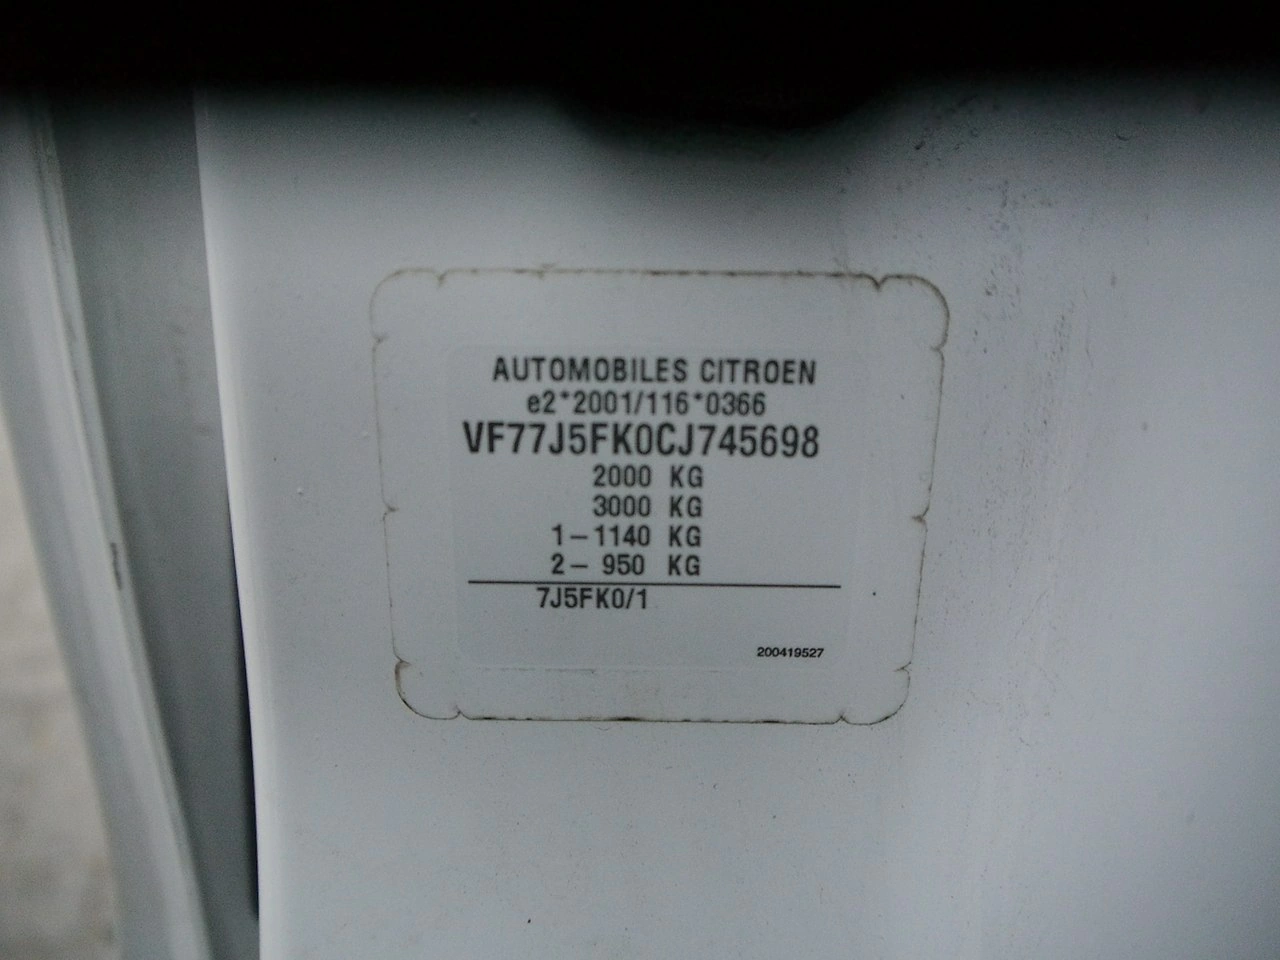 AUTOMOBILES CITROEN
e2*2001/116*0366
VF77J5FK0CJ745698
2000 KG
3000 KG
1-1140 KG
2- 950 KG
7J5FK0/1
200419527